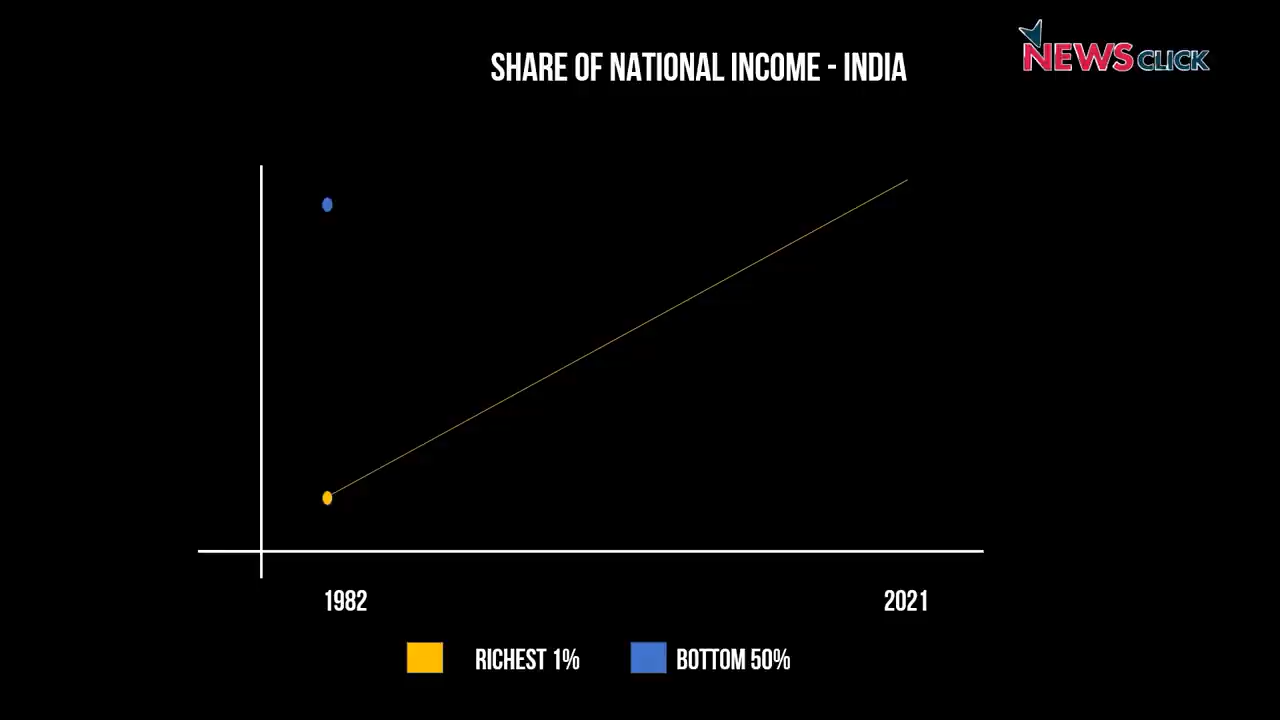 SHARE OF NATIONAL INCOME - INDIA
NEWSCLICK
1982
2021
RICHEST 1%
BOTTOM 50%